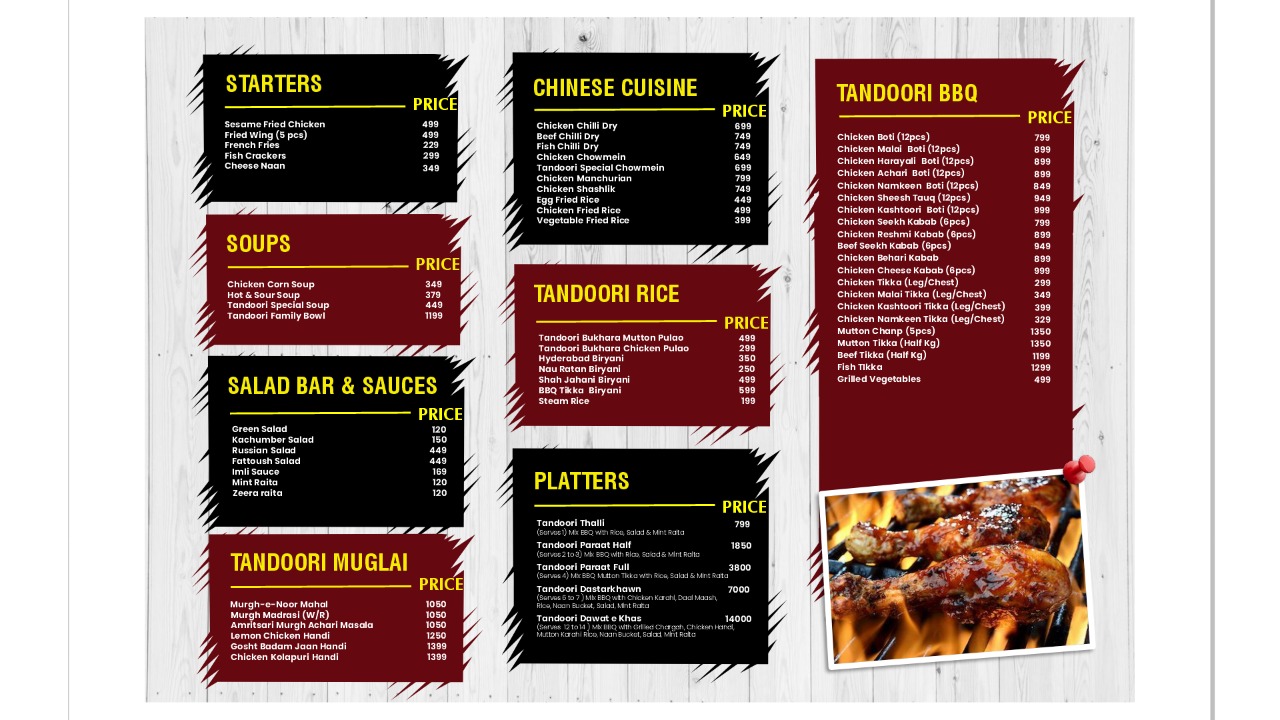 STARTERS
PRICE
Sesame Fried Chicken 499
Fried Wing (5 pcs) 499
French Fries 229
Fish Crackers 299
Cheese Naan 349
SOUPS
PRICE
Chicken Corn Soup 349
Hot & Sour Soup 379
Tandoori Special Soup 449
Tandoori Family Bowl 1199
SALAD BAR & SAUCES
PRICE
Green Salad 120
Kachumber Salad 150
Russian Salad 449
Fattoush Salad 449
Imli Sauce 169
Mint Raita 120
Zeera raita 120
TANDOORI MUGLAI
PRICE
Murgh-e-Noor Mahal 1050
Murgh Madrasi (W/R) 1050
Amritsari Murgh Achari Masala 1050
Lemon Chicken Handi 1250
Gosht Badam Jaan Handi 1399
Chicken Kolapuri Handi 1399
CHINESE CUISINE
PRICE
Chicken Chilli Dry 699
Beef Chilli Dry 749
Fish Chilli Dry 749
Chicken Chowmein 649
Tandoori Special Chowmein 699
Chicken Manchurian 799
Chicken Shashlik 749
Egg Fried Rice 449
Chicken Fried Rice 499
Vegetable Fried Rice 399
TANDOORI RICE
PRICE
Tandoori Bukhara Mutton Pulao 499
Tandoori Bukhara Chicken Pulao 299
Hyderabad Biryani 350
Nau Ratan Biryani 250
Shah Jahani Biryani 499
BBQ Tikka Biryani 599
Steam Rice 199
PLATTERS
PRICE
Tandoori Thalli 799
(Serves 1) Mix BBQ with Rice, Salad & Mint Raita
Tandoori Paraat Half 1850
(Serves 2 to 3) Mix BBQ with Rice, Salad & Mint Raita
Tandoori Paraat Full 3800
(Serves 4) Mix BBQ Mutton Tikka with Rice, Salad & Mint Raita
Tandoori Dastarkhawn 7000
(Serves 6 to 7 ) Mix BBQ with Chicken Karahi, Daal Maash,
Rice, Naan Bucket, Salad, Mint Raita
Tandoori Dawat e Khas 14000
(Serves 12 to 14 ) Mix BBQ with Grilled Chargah, Chicken Handi,
Mutton Karahi Rice, Naan Bucket, Salad, Mint Raita
TANDOORI BBQ
PRICE
Chicken Boti (12pcs) 799
Chicken Malai Boti (12pcs) 899
Chicken Harayali Boti (12pcs) 899
Chicken Achari Boti (12pcs) 899
Chicken Namkeen Boti (12pcs) 849
Chicken Sheesh Tauq (12pcs) 949
Chicken Kashtoori Boti (12pcs) 999
Chicken Seekh Kabab (6pcs) 799
Chicken Reshmi Kabab (6pcs) 899
Beef Seekh Kabab (6pcs) 949
Chicken Behari Kabab 899
Chicken Cheese Kabab (6pcs) 999
Chicken Tikka (Leg/Chest) 299
Chicken Malai Tikka (Leg/Chest) 349
Chicken Kashtoori Tikka (Leg/Chest) 399
Chicken Namkeen Tikka (Leg/Chest) 329
Mutton Chanp (5pcs) 1350
Mutton Tikka (Half Kg) 1350
Beef Tikka (Half Kg) 1199
Fish Tikka 1299
Grilled Vegetables 499